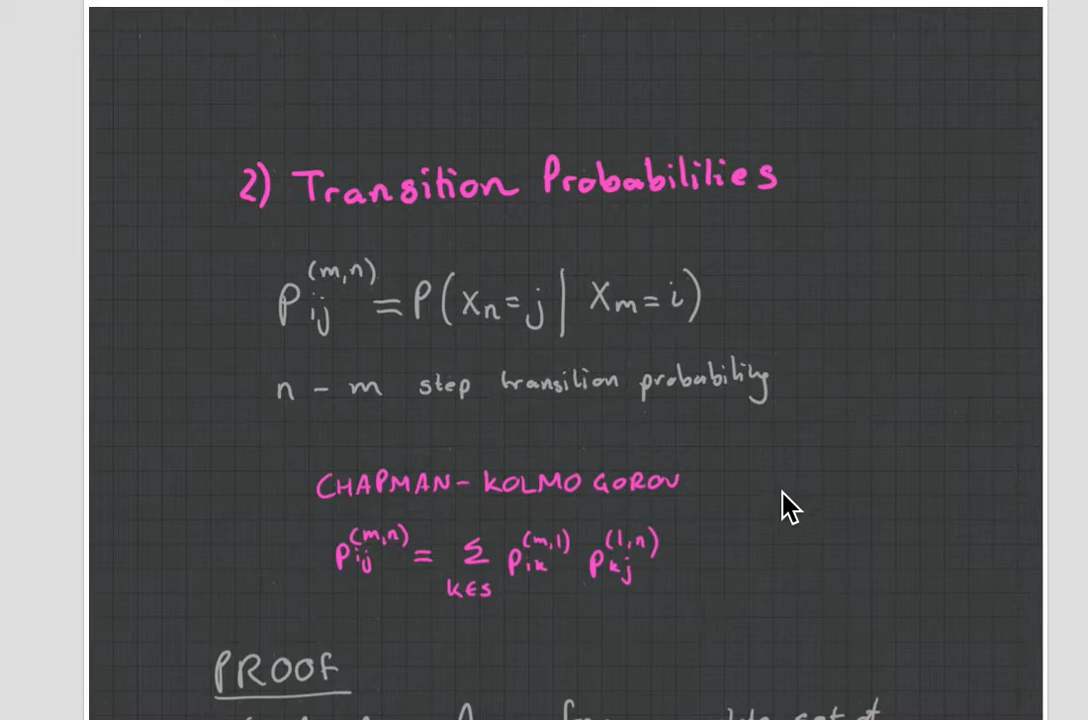 2) Transition Probabilities
P_ij^(m,n) = P(X_n = j | X_m = i)
n - m step transition probability
CHAPMAN-KOLMOGOROV
P_ij^(m,n) = Σ_{k∈S} P_ik^(m,l) P_kj^(l,n)
PROOF